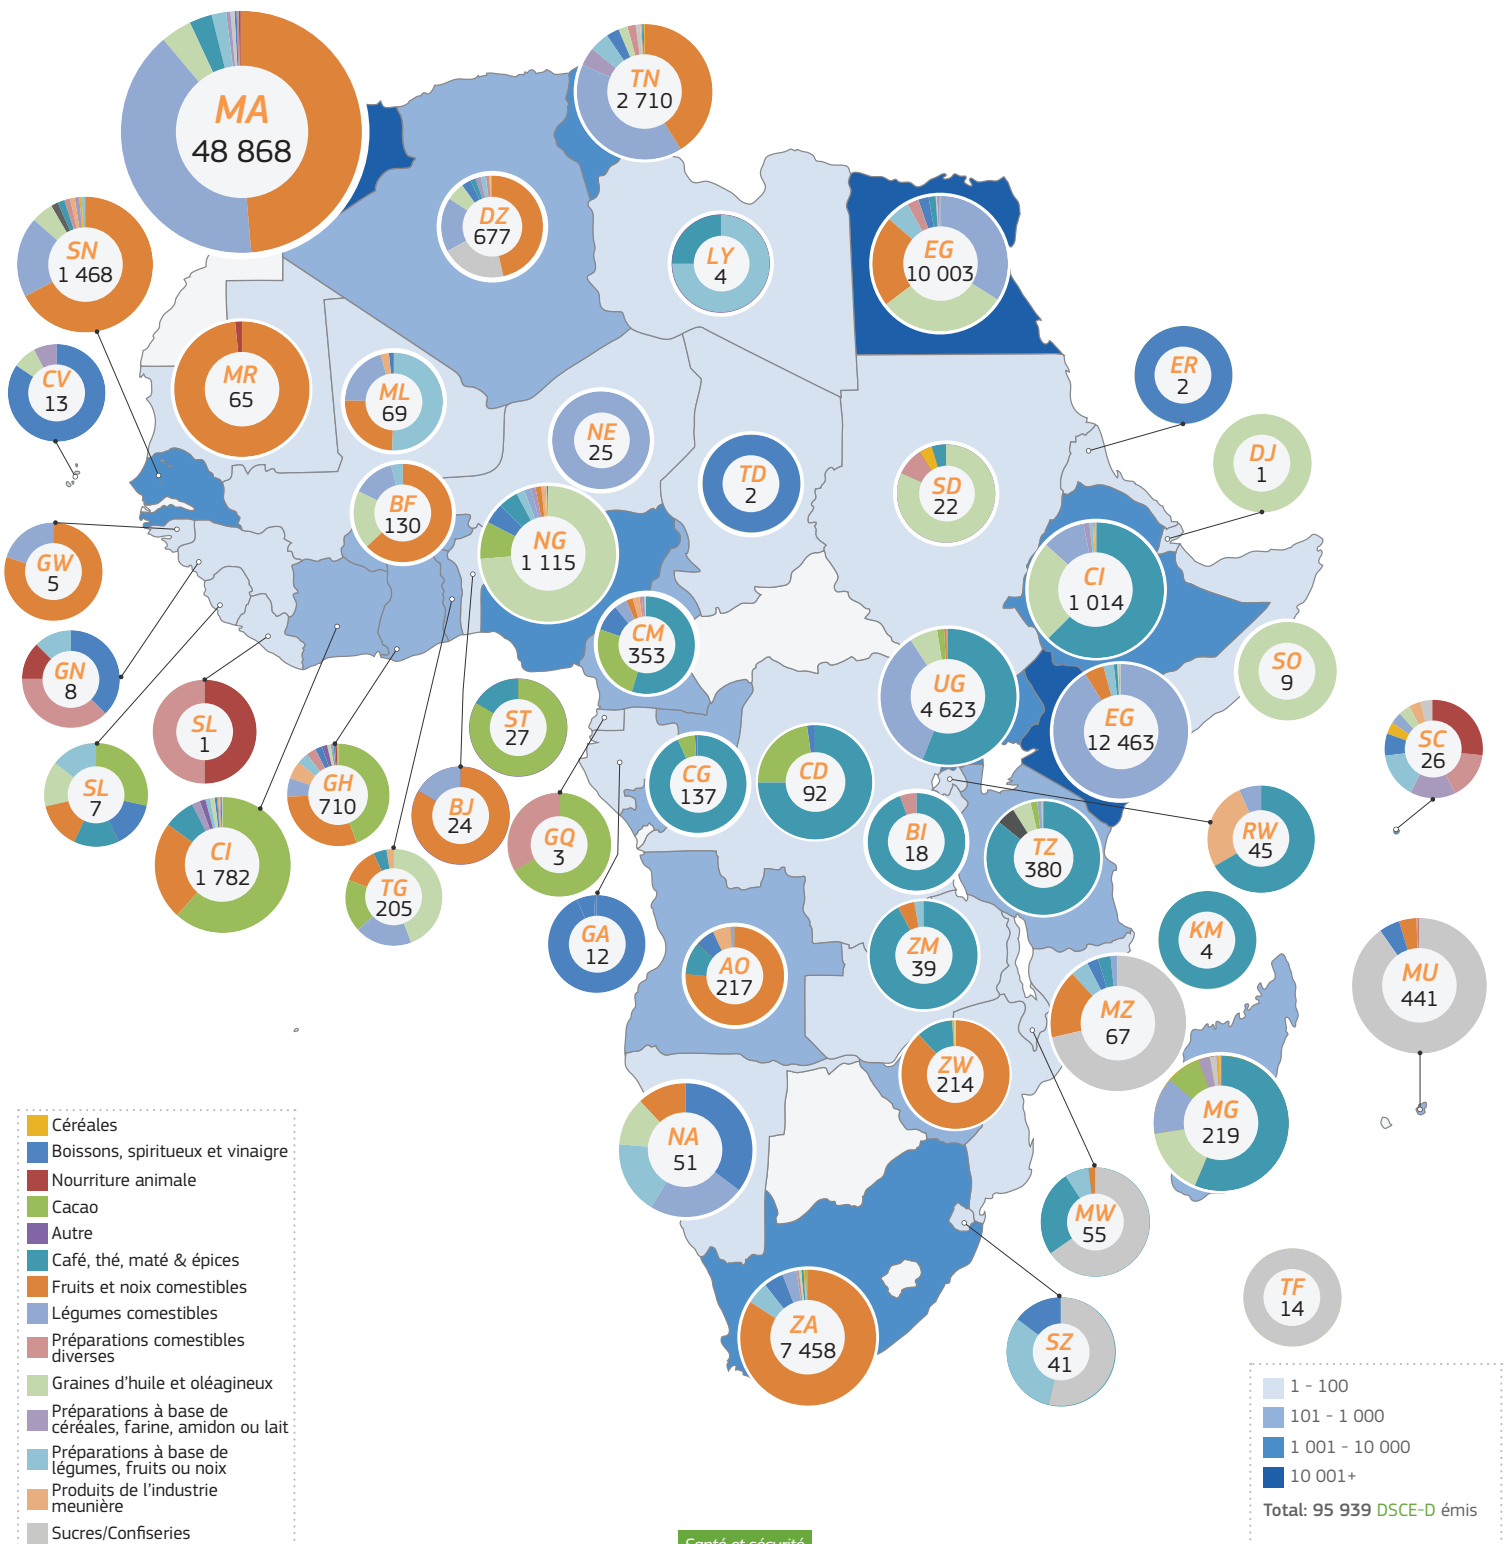 MA
48 868
TN
2 710
DZ
677
SN
1 468
LY
4
EG
10 003
MR
65
ML
69
CV
13
ER
2
NE
25
TD
2
DJ
1
SD
22
BF
130
NG
1 115
GW
5
CI
1 014
CM
353
GN
8
SO
9
UG
4 623
SL
1
ST
27
EG
12 463
SC
26
CG
137
CD
92
SL
7
GH
710
BJ
24
GQ
3
BI
18
TZ
380
RW
45
CI
1 782
TG
205
GA
12
ZM
39
KM
4
AO
217
MU
441
MZ
67
ZW
214
MG
219
NA
51
MW
55
TF
14
ZA
7 458
SZ
41
Céréales
Boissons, spiritueux et vinaigre
Nourriture animale
Cacao
Autre
Café, thé, maté & épices
Fruits et noix comestibles
Légumes comestibles
Préparations comestibles
diverses
Graines d'huile et oléagineux
Préparations à base de
céréales, farine, amidon ou lait
Préparations à base de
légumes, fruits ou noix
Produits de l'industrie
meunière
Sucres/Confiseries
1 - 100
101 - 1 000
1 001 - 10 000
10 001+
Total: 95 939 DSCE-D émis
Santé et sécurité